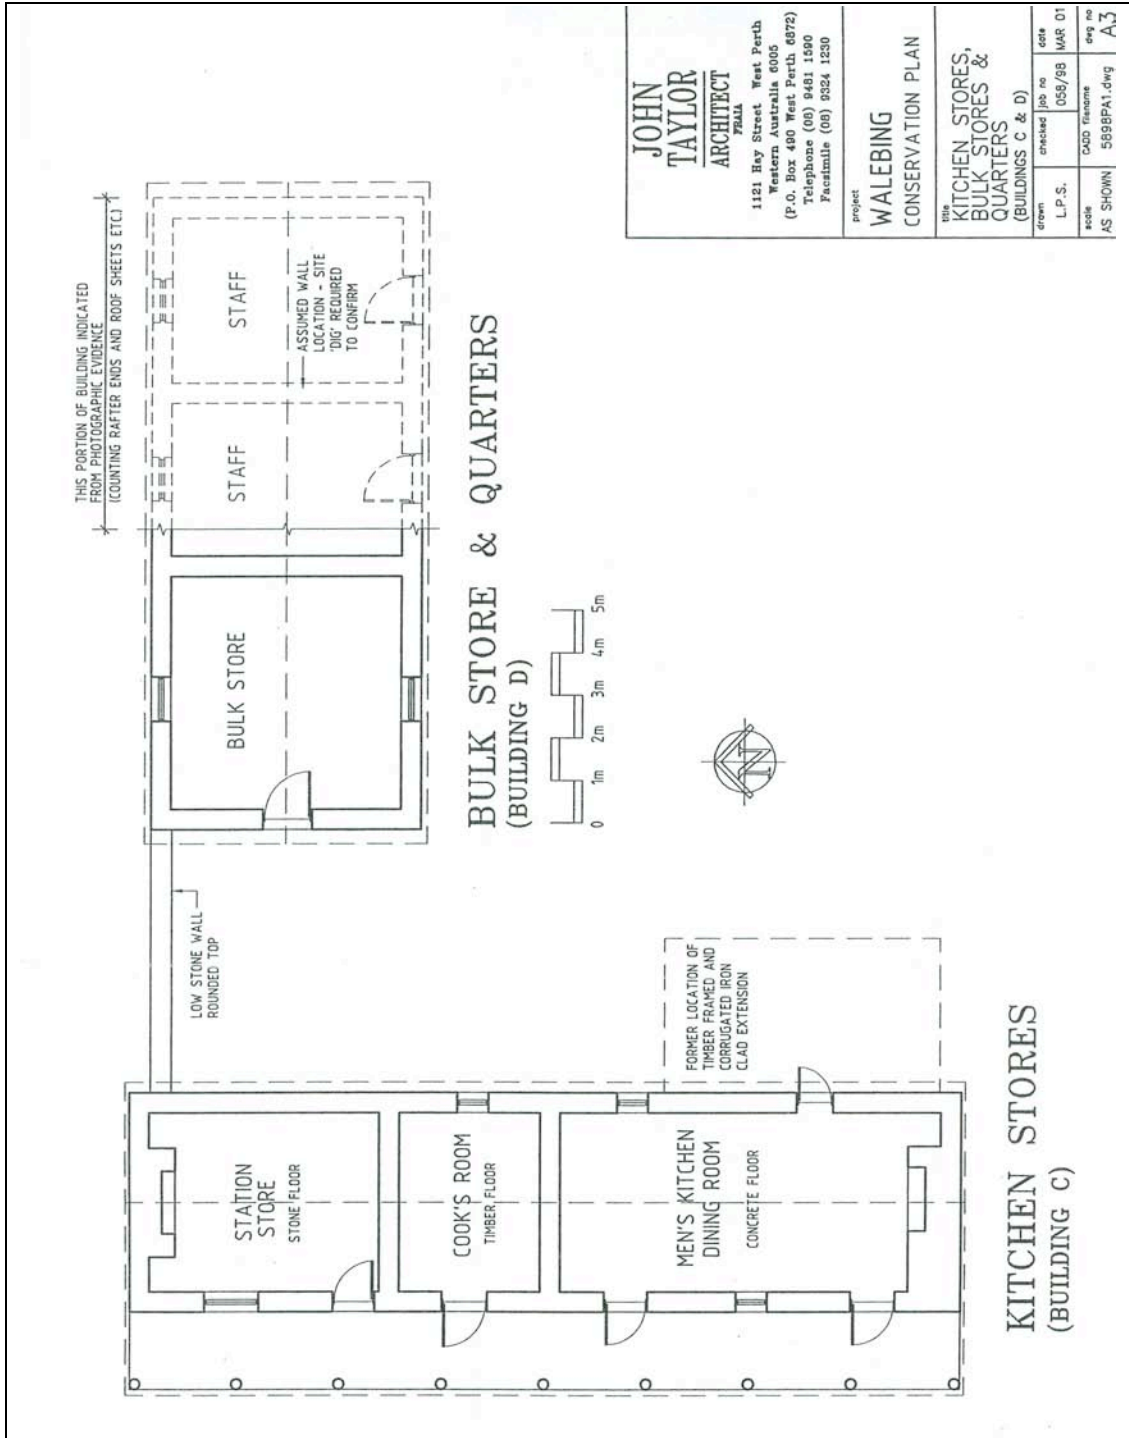 THIS PORTION OF BUILDING INDICATED
FROM PHOTOGRAPHIC EVIDENCE
(COUNTING RAFTER ENDS AND ROOF SHEETS ETC.)
STAFF
STAFF
ASSUMED WALL
LOCATION - SITE
'DIG' REQUIRED
TO CONFIRM
BULK STORE
BULK STORE & QUARTERS
(BUILDING D)
0 1m 2m 3m 4m 5m
N
LOW STONE WALL
ROUNDED TOP
FORMER LOCATION OF
TIMBER FRAMED AND
CORRUGATED IRON
CLAD EXTENSION
STATION
STORE
STONE FLOOR
COOK'S ROOM
TIMBER FLOOR
MEN'S KITCHEN
DINING ROOM
CONCRETE FLOOR
KITCHEN STORES
(BUILDING C)
JOHN
TAYLOR
ARCHITECT
FRAIA
1121 Hay Street West Perth
Western Australia 6005
(P.O. Box 490 West Perth 6872)
Telephone (08) 9481 1590
Facsimile (08) 9324 1230
project
WALEBING
CONSERVATION PLAN
title
KITCHEN STORES,
BULK STORES &
QUARTERS
(BUILDINGS C & D)
drawn checked job no date
L.P.S. 058/98 MAR 01
scale CADD filename dwg no
AS SHOWN 5898PA1.dwg A3